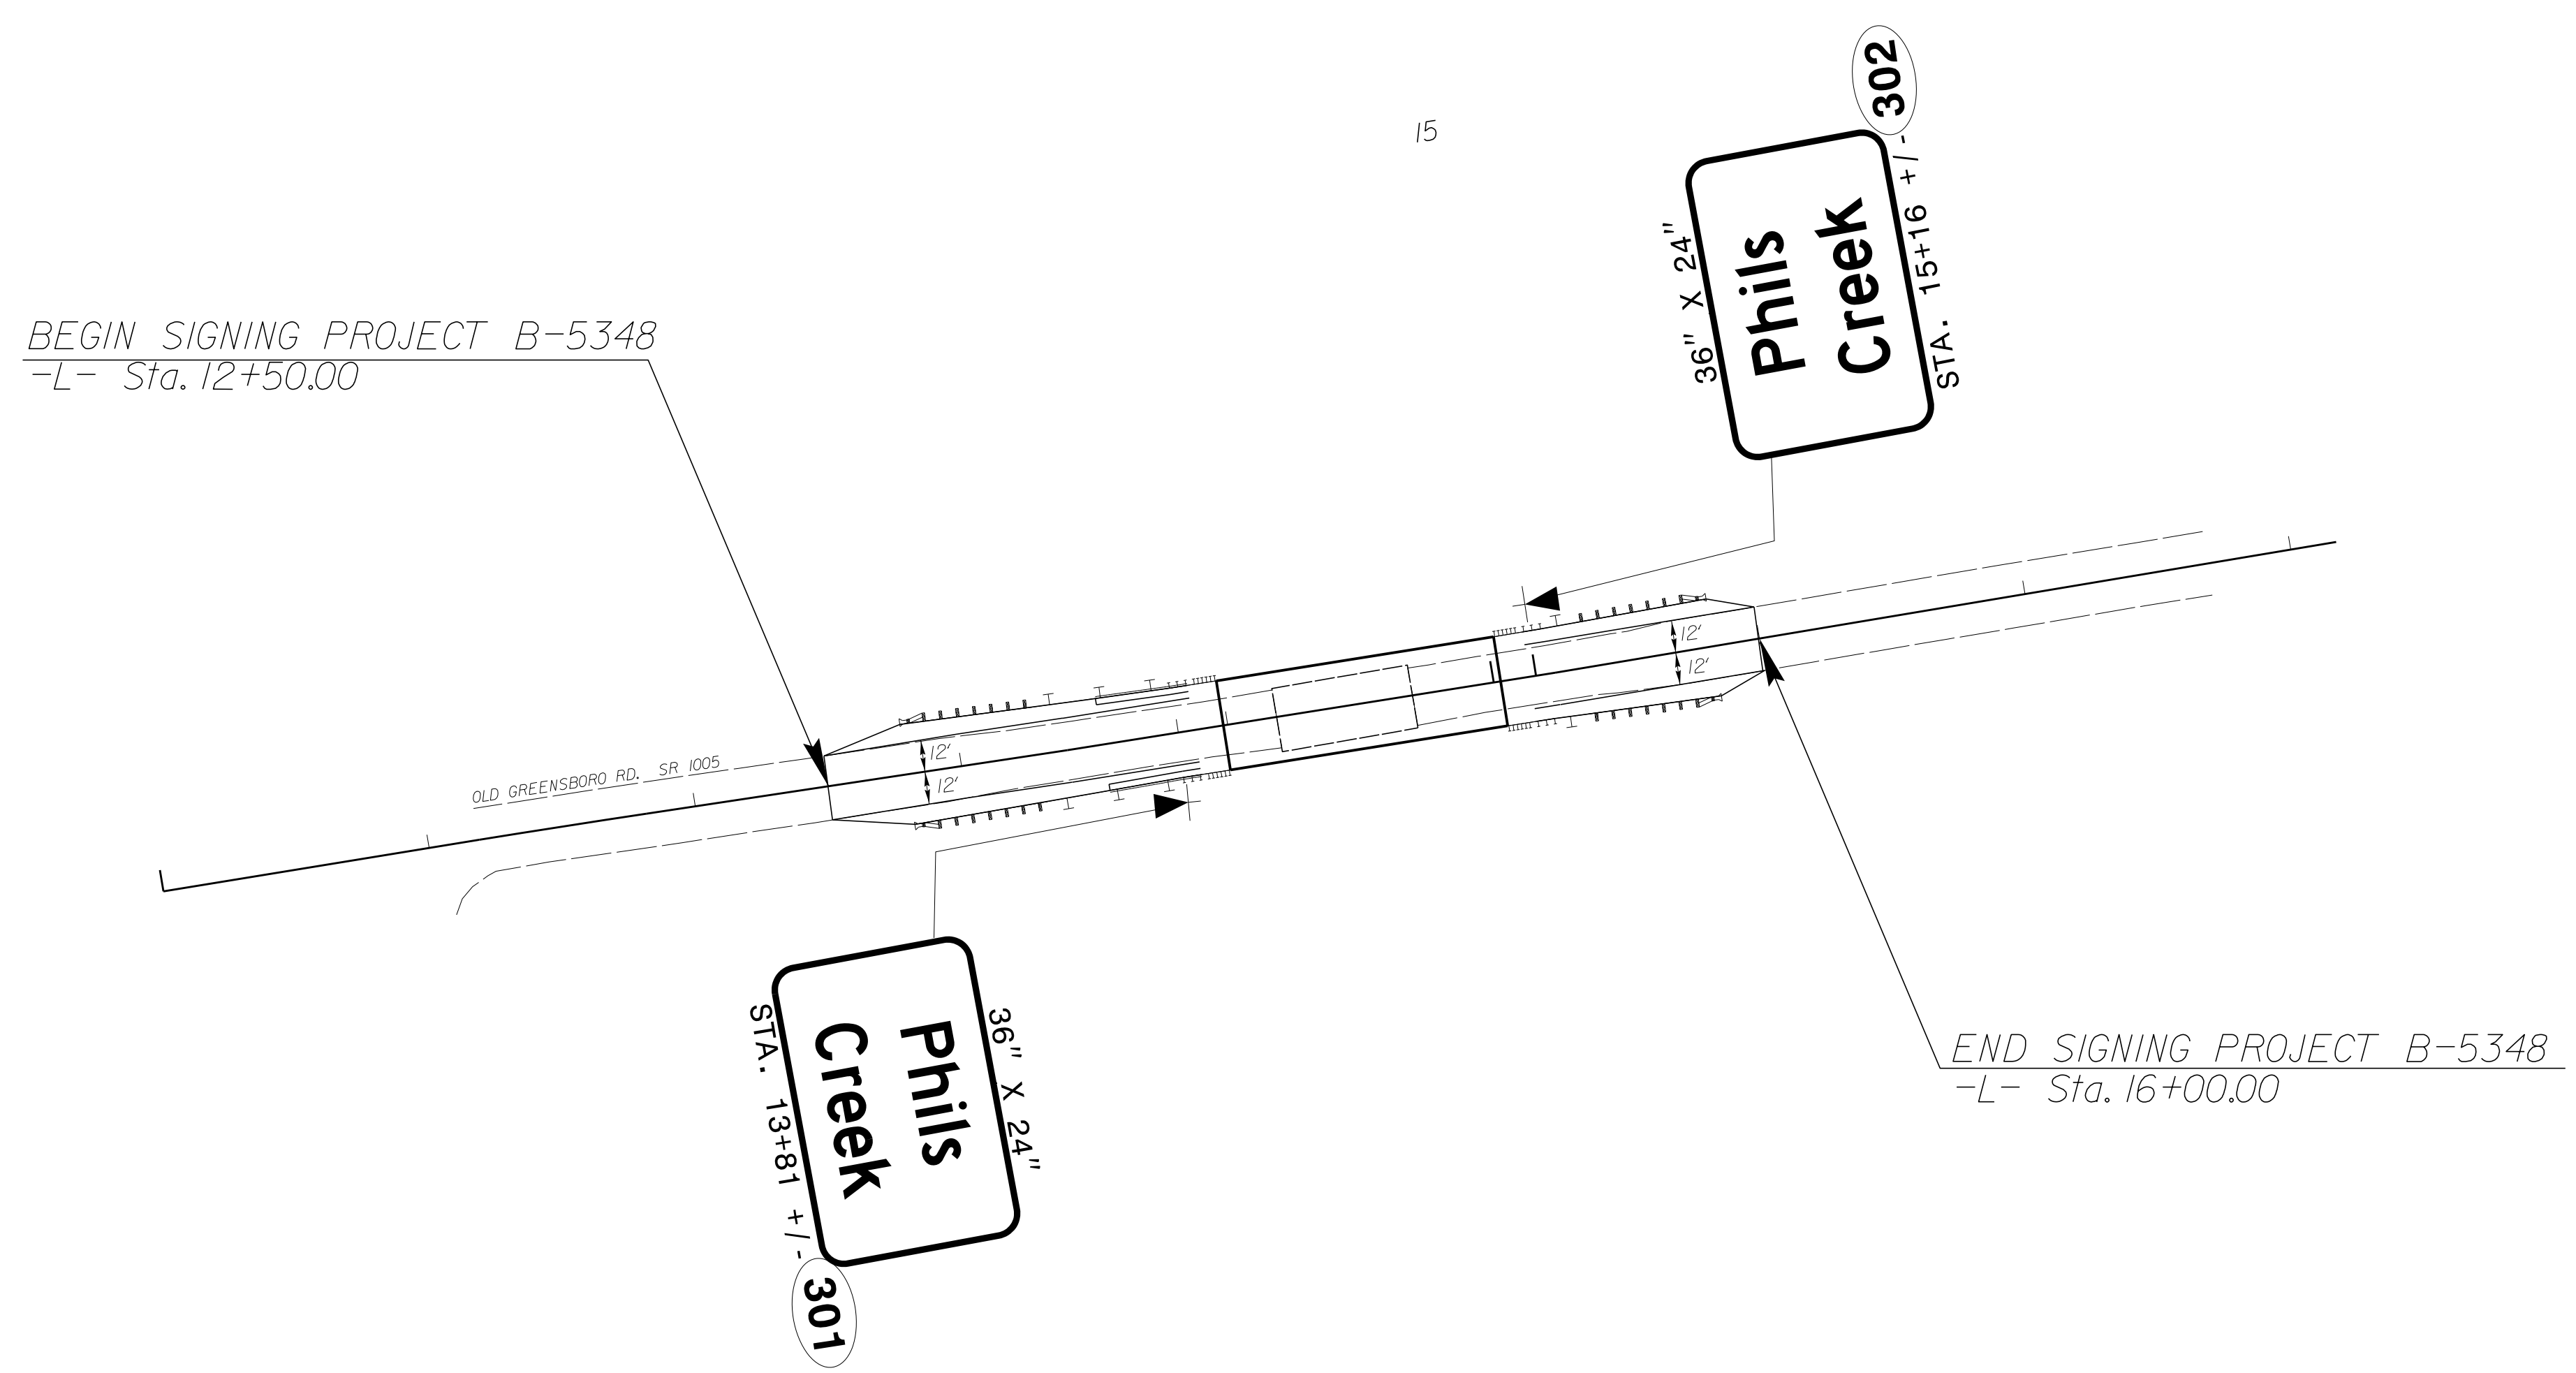 302
15
36" X 24"
Phils
Creek
STA. 15+16 +/-
BEGIN SIGNING PROJECT B-5348
-L- Sta. 12+50.00
12'
12'
OLD GREENSBORO RD. SR 1005
12'
12'
36" X 24"
Phils
Creek
STA. 13+81 +/-
301
END SIGNING PROJECT B-5348
-L- Sta. 16+00.00